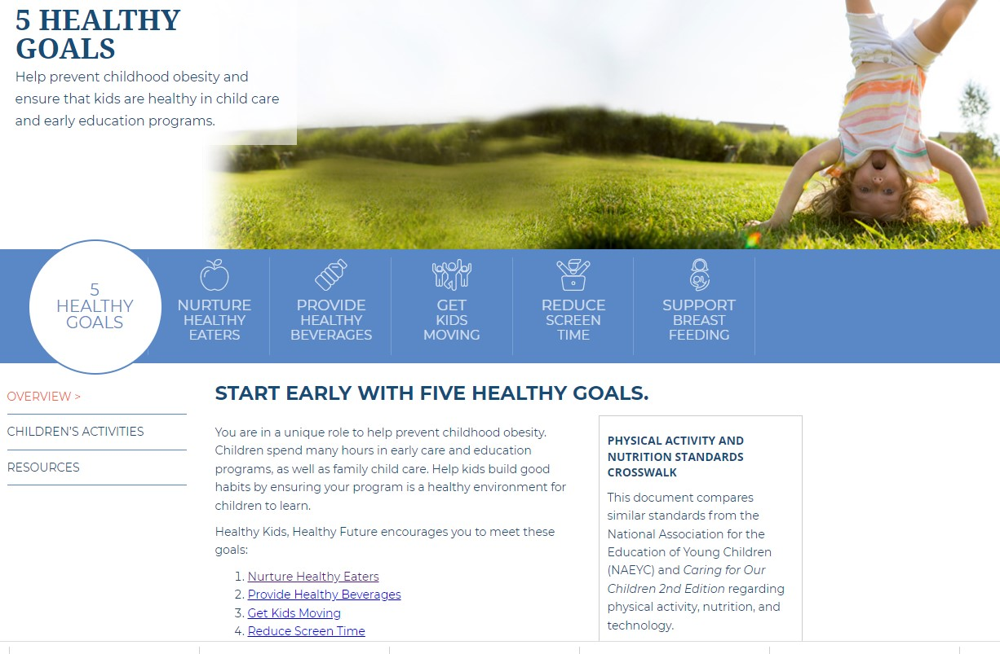 5 HEALTHY
GOALS
Help prevent childhood obesity and
ensure that kids are healthy in child care
and early education programs.
5
HEALTHY
GOALS
NURTURE
HEALTHY
EATERS
PROVIDE
HEALTHY
BEVERAGES
GET
KIDS
MOVING
REDUCE
SCREEN
TIME
SUPPORT
BREAST
FEEDING
OVERVIEW >
CHILDREN'S ACTIVITIES
RESOURCES
START EARLY WITH FIVE HEALTHY GOALS.
You are in a unique role to help prevent childhood obesity.
Children spend many hours in early care and education
programs, as well as family child care. Help kids build good
habits by ensuring your program is a healthy environment for
children to learn.
Healthy Kids, Healthy Future encourages you to meet these
goals:
1. Nurture Healthy Eaters
2. Provide Healthy Beverages
3. Get Kids Moving
4. Reduce Screen Time
PHYSICAL ACTIVITY AND
NUTRITION STANDARDS
CROSSWALK
This document compares
similar standards from the
National Association for the
Education of Young Children
(NAEYC) and Caring for Our
Children 2nd Edition regarding
physical activity, nutrition, and
technology.